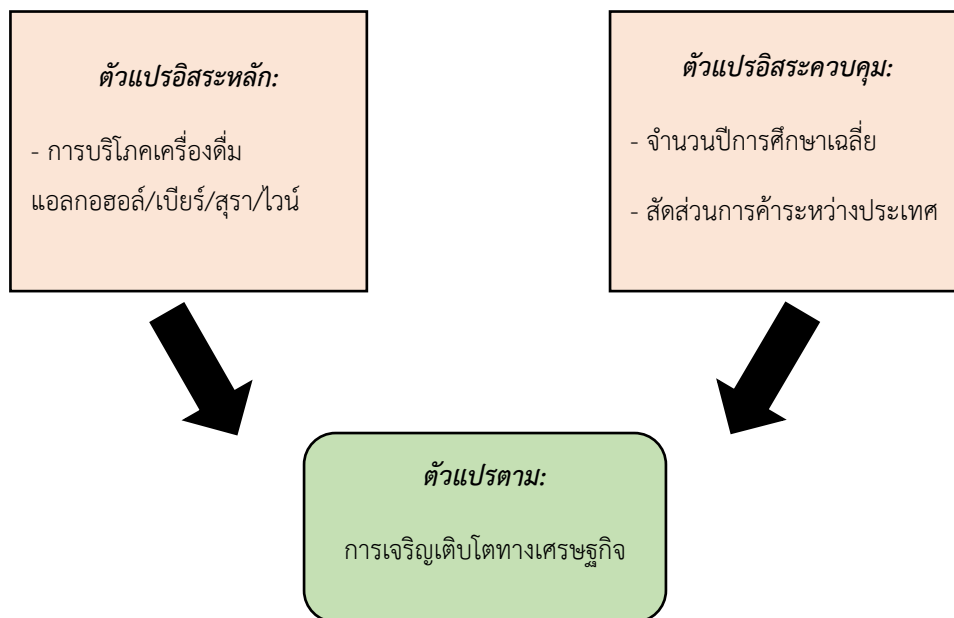 ตัวแปรอิสระหลัก:
- การบริโภคเครื่องดื่ม
แอลกอฮอล์/เบียร์/สุรา/ไวน์
ตัวแปรอิสระควบคุม:
- จำนวนปีการศึกษาเฉลี่ย
- สัดส่วนการค้าระหว่างประเทศ
ตัวแปรตาม:
การเจริญเติบโตทางเศรษฐกิจ